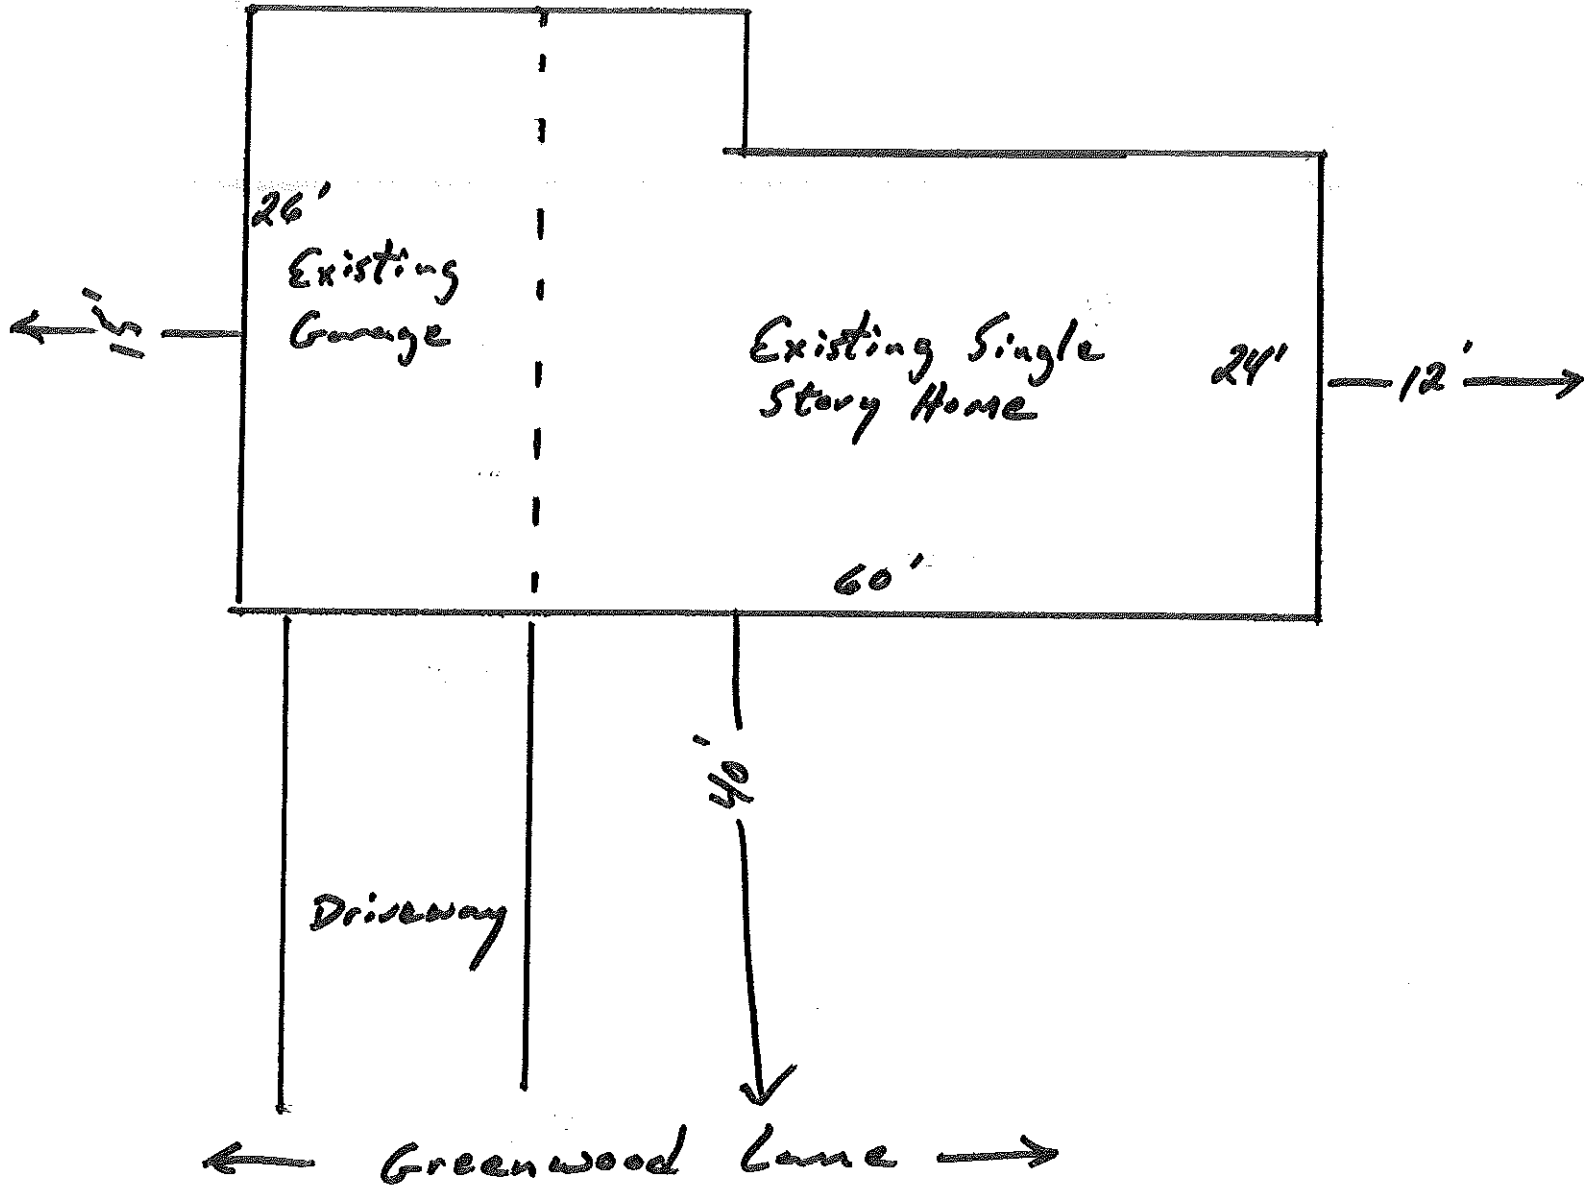 26'
Existing
Garage
15'
Existing Single
Story Home
24'
12'
60'
40'
Driveway
Greenwood Lane